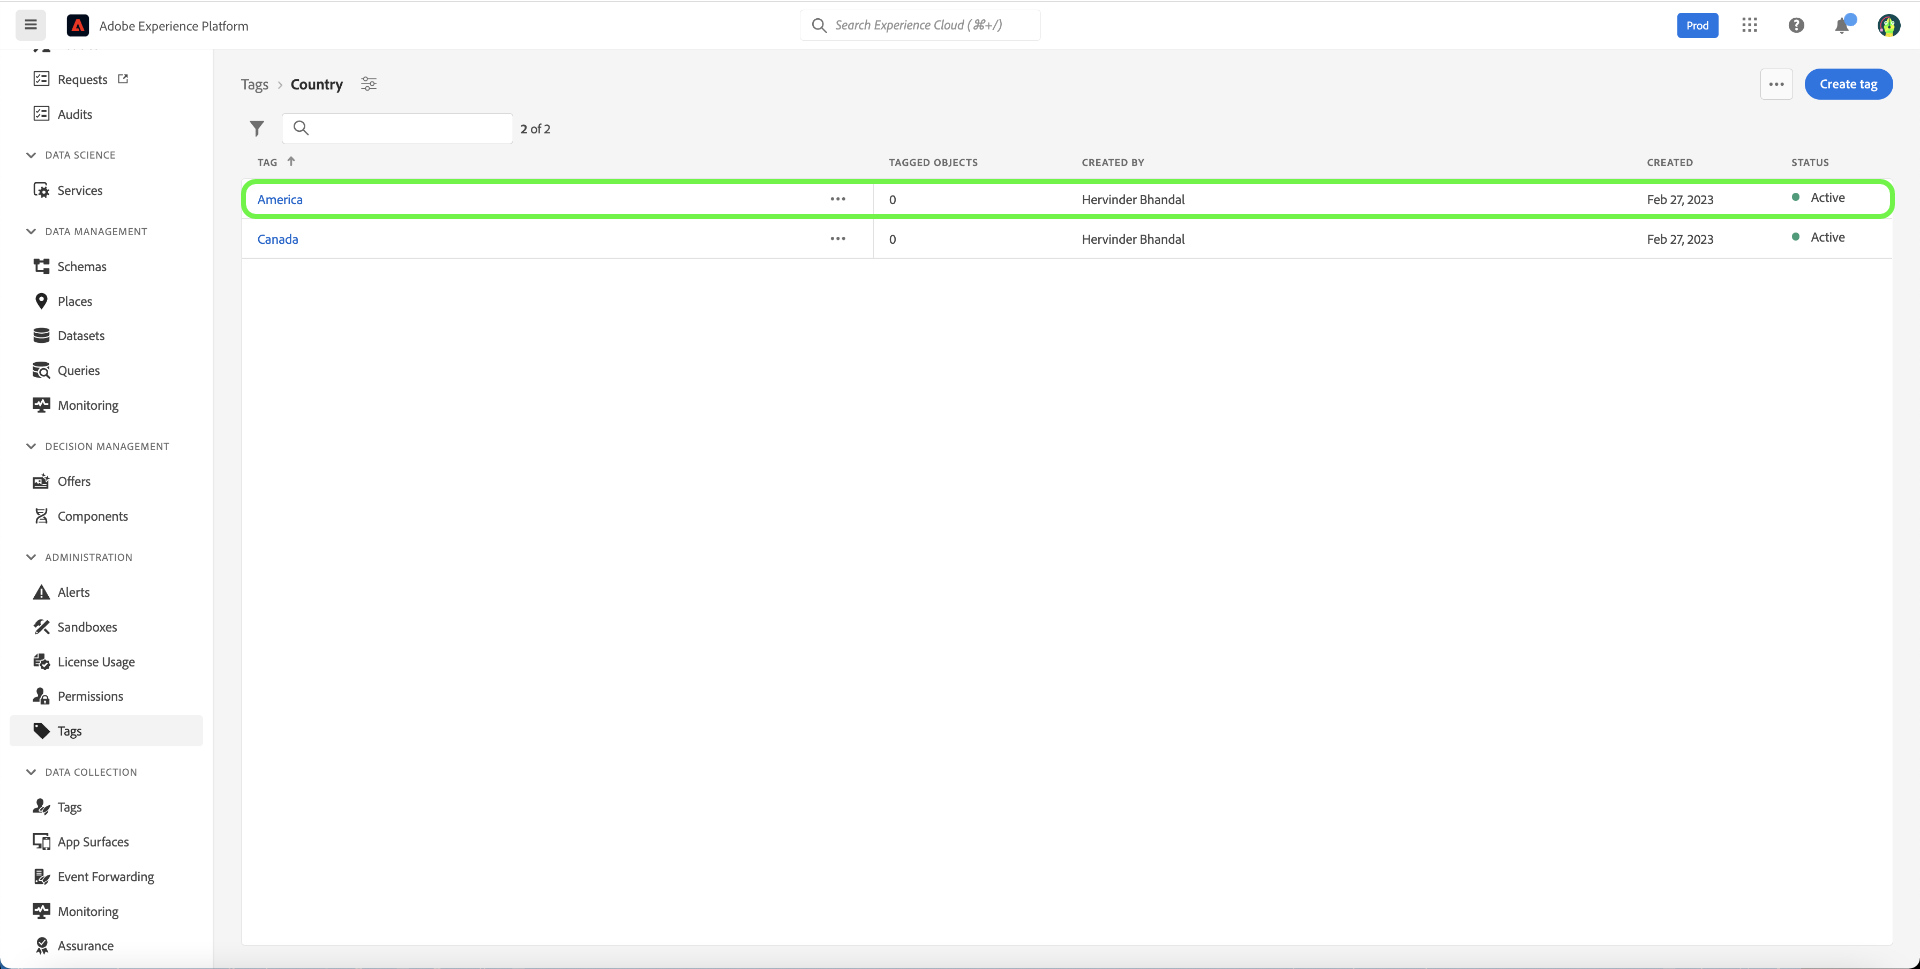 Adobe Experience Platform
Search Experience Cloud (⌘+/)
Prod
Requests
Audits
DATA SCIENCE
Services
DATA MANAGEMENT
Schemas
Places
Datasets
Queries
Monitoring
DECISION MANAGEMENT
Offers
Components
ADMINISTRATION
Alerts
Sandboxes
License Usage
Permissions
Tags
DATA COLLECTION
Tags
App Surfaces
Event Forwarding
Monitoring
Assurance
Tags › Country
Create tag
2 of 2
TAG ↑ TAGGED OBJECTS CREATED BY CREATED STATUS
America 0 Hervinder Bhandal Feb 27, 2023 Active
Canada 0 Hervinder Bhandal Feb 27, 2023 Active